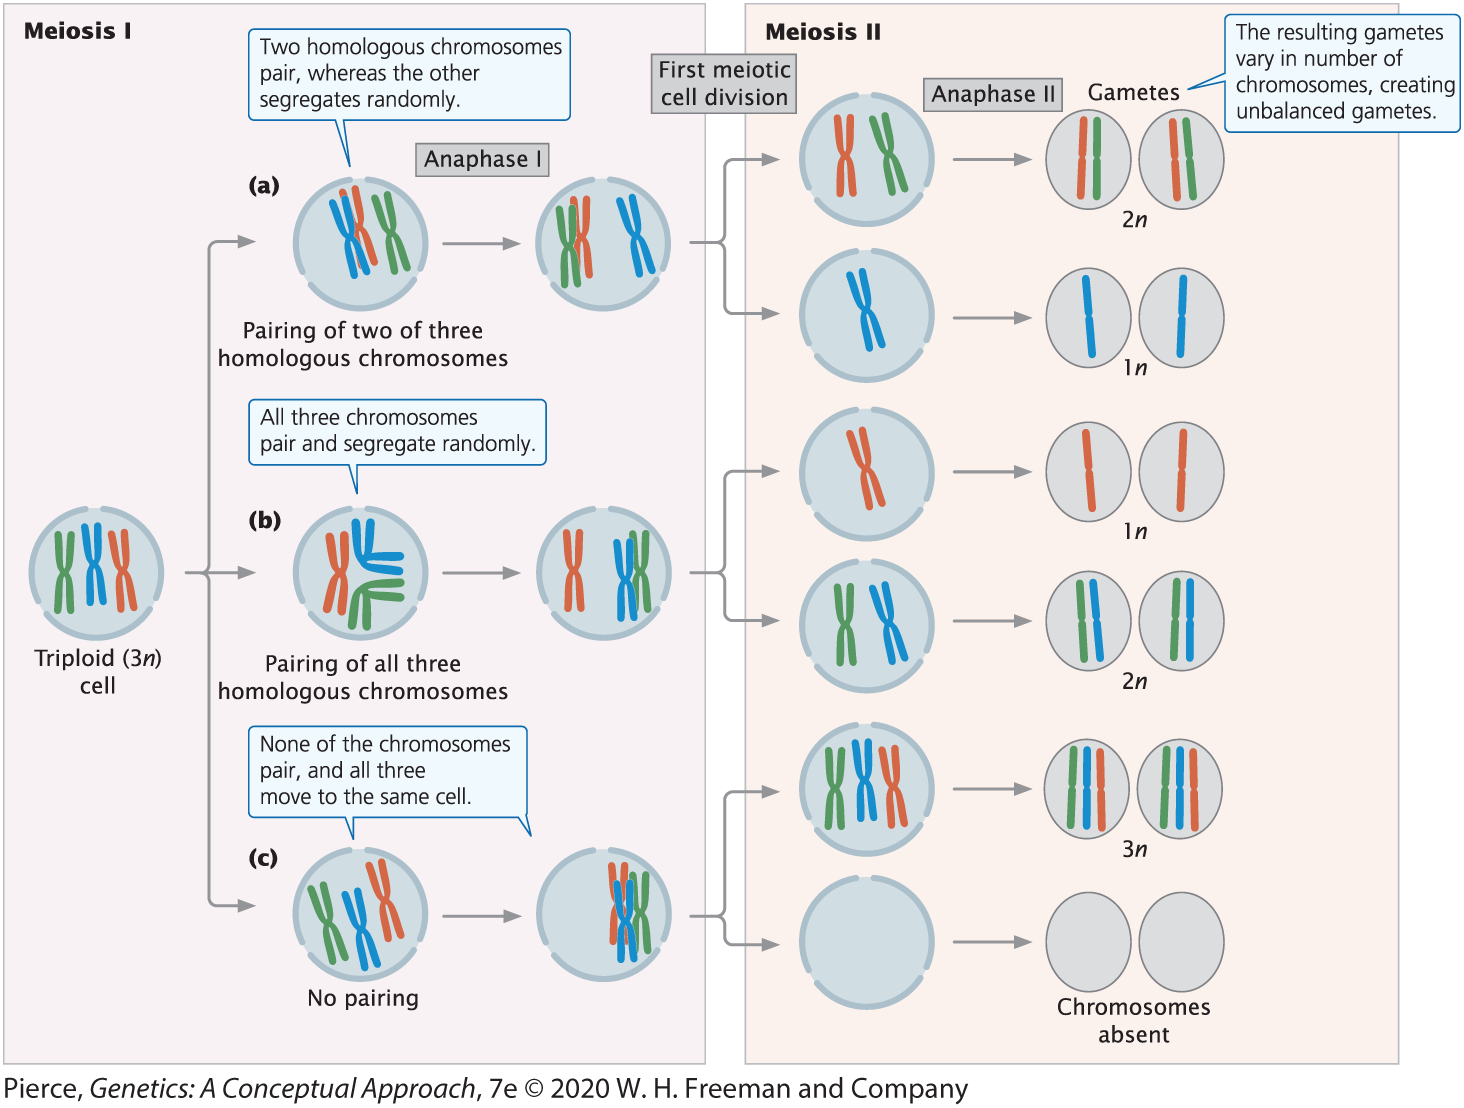 Meiosis I
Two homologous chromosomes
pair, whereas the other
segregates randomly.
Anaphase I
(a)
Pairing of two of three
homologous chromosomes
All three chromosomes
pair and segregate randomly.
(b)
Triploid (3n)
cell
Pairing of all three
homologous chromosomes
None of the chromosomes
pair, and all three
move to the same cell.
(c)
No pairing
First meiotic
cell division
Meiosis II
Anaphase II
Gametes
The resulting gametes
vary in number of
chromosomes, creating
unbalanced gametes.
2n
1n
1n
2n
3n
Chromosomes
absent
Pierce, Genetics: A Conceptual Approach, 7e © 2020 W. H. Freeman and Company